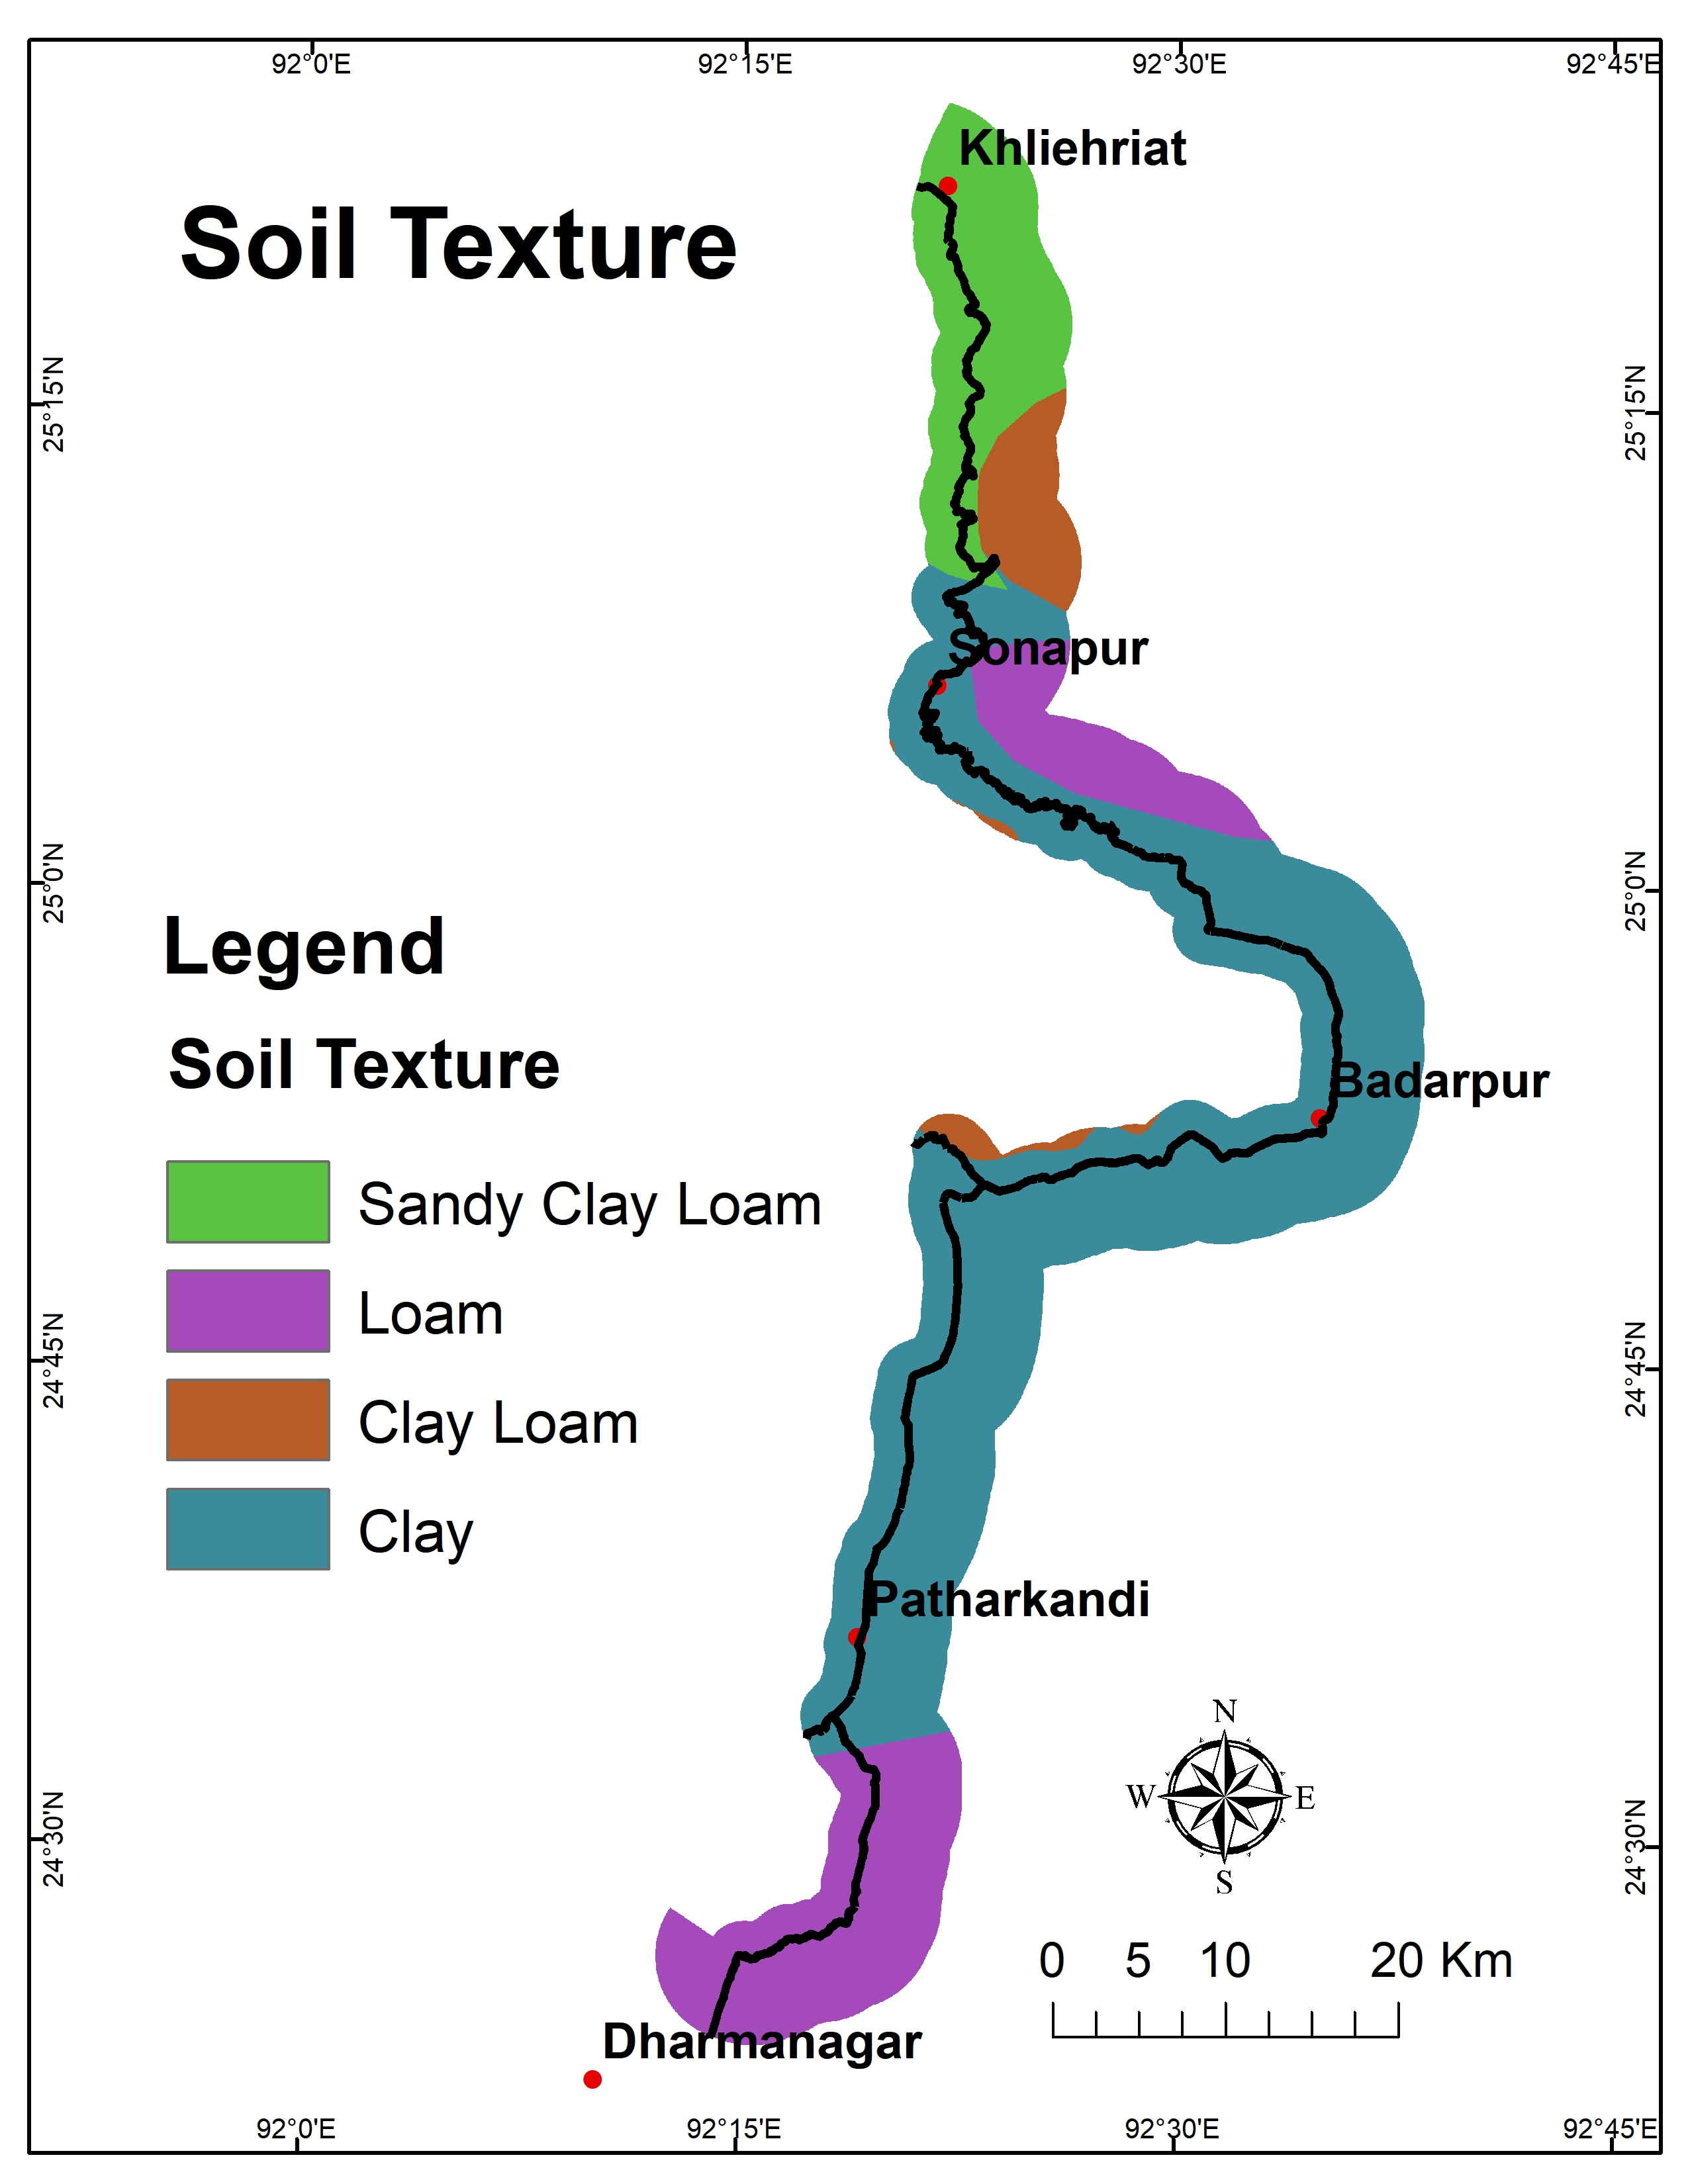 92°0'E 92°15'E 92°30'E 92°45'E
Khliehriat
Soil Texture
25°15'N 25°15'N
Sonapur
25°0'N 25°0'N
Legend
Soil Texture
Badarpur
Sandy Clay Loam
Loam
24°45'N 24°45'N
Clay Loam
Clay
Patharkandi
N
W E
S
24°30'N 24°30'N
0 5 10 20 Km
Dharmanagar
92°0'E 92°15'E 92°30'E 92°45'E